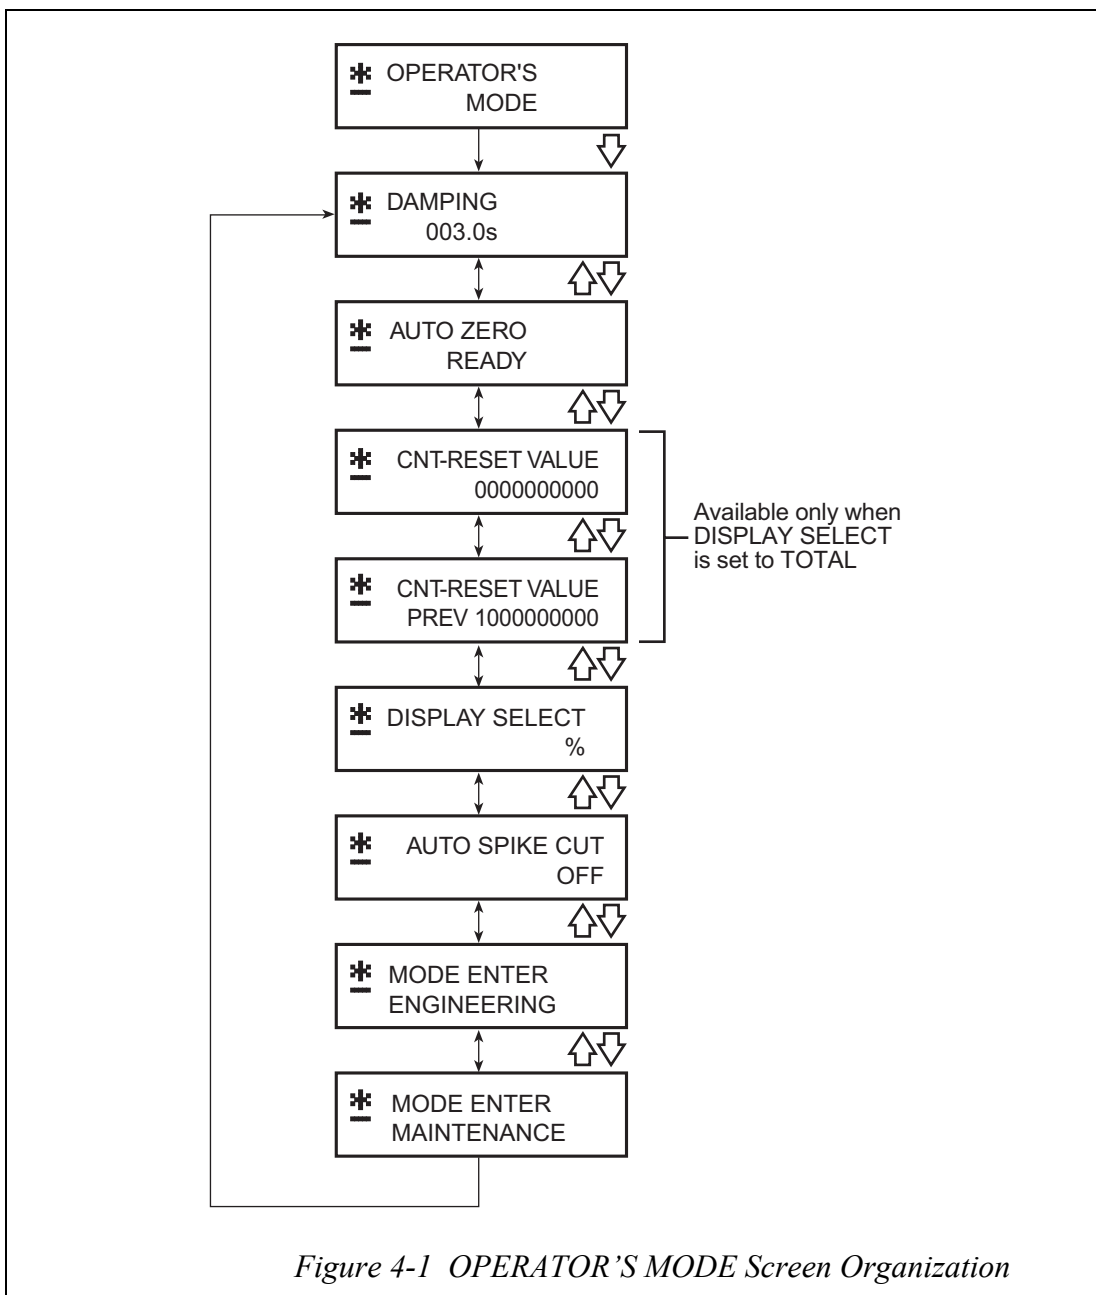 OPERATOR'S
MODE
DAMPING
003.0s
AUTO ZERO
READY
CNT-RESET VALUE
0000000000
CNT-RESET VALUE
PREV 1000000000
Available only when
DISPLAY SELECT
is set to TOTAL
DISPLAY SELECT
%
AUTO SPIKE CUT
OFF
MODE ENTER
ENGINEERING
MODE ENTER
MAINTENANCE
Figure 4-1 OPERATOR’S MODE Screen Organization